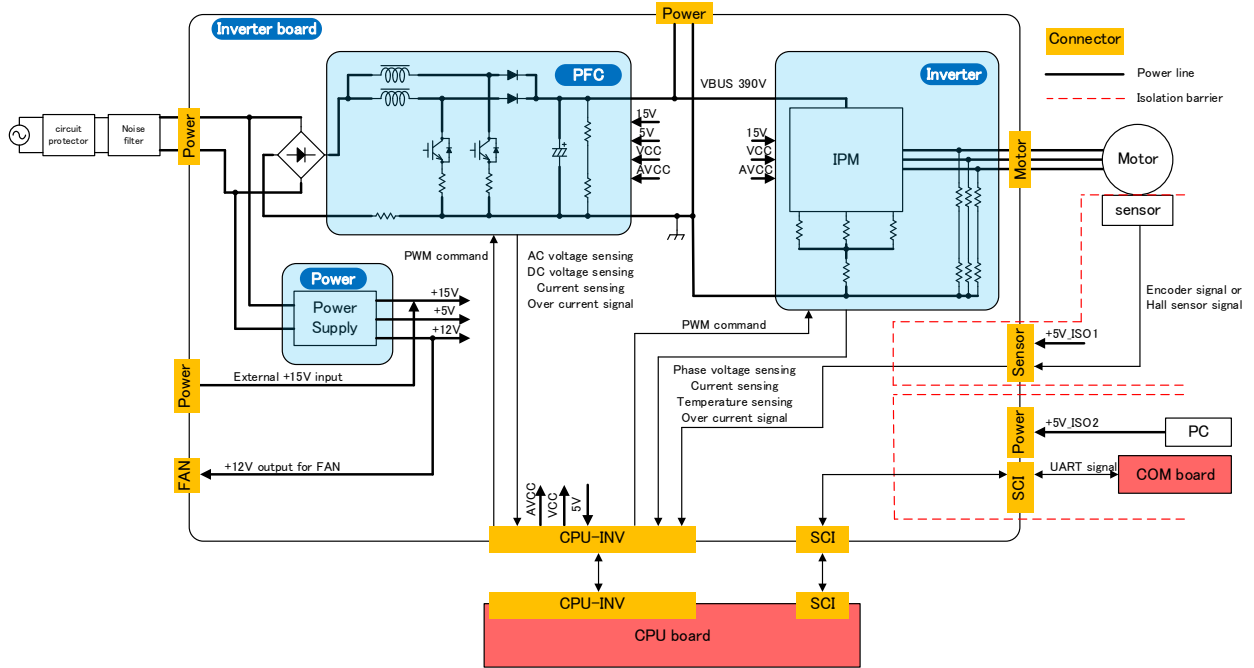 Power
Inverter board
Connector
PFC
Inverter
Power line
VBUS 390V
Isolation barrier
circuit
protector
Noise
filter
Power
15V
5V
VCC
AVCC
15V
VCC
AVCC
IPM
Motor
Motor
sensor
PWM command
AC voltage sensing
DC voltage sensing
Current sensing
Over current signal
Power
Power
Supply
+15V
+5V
+12V
Encoder signal or
Hall sensor signal
PWM command
+5V_ISO1
Sensor
Power
External +15V input
Phase voltage sensing
Current sensing
Temperature sensing
Over current signal
Power
+5V_ISO2
PC
FAN
+12V output for FAN
SCI
UART signal
COM board
AVCC
VCC
5V
CPU-INV
SCI
CPU-INV
SCI
CPU board